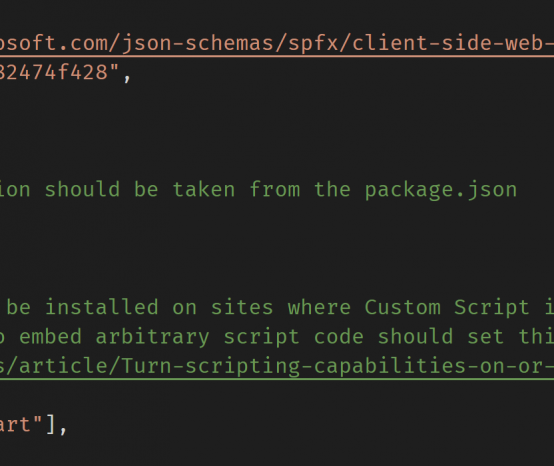 osoft.com/json-schemas/spfx/client-side-web-
82474f428",
ion should be taken from the package.json
be installed on sites where Custom Script i
o embed arbitrary script code should set thi
s/article/Turn-scripting-capabilities-on-or-
art"],